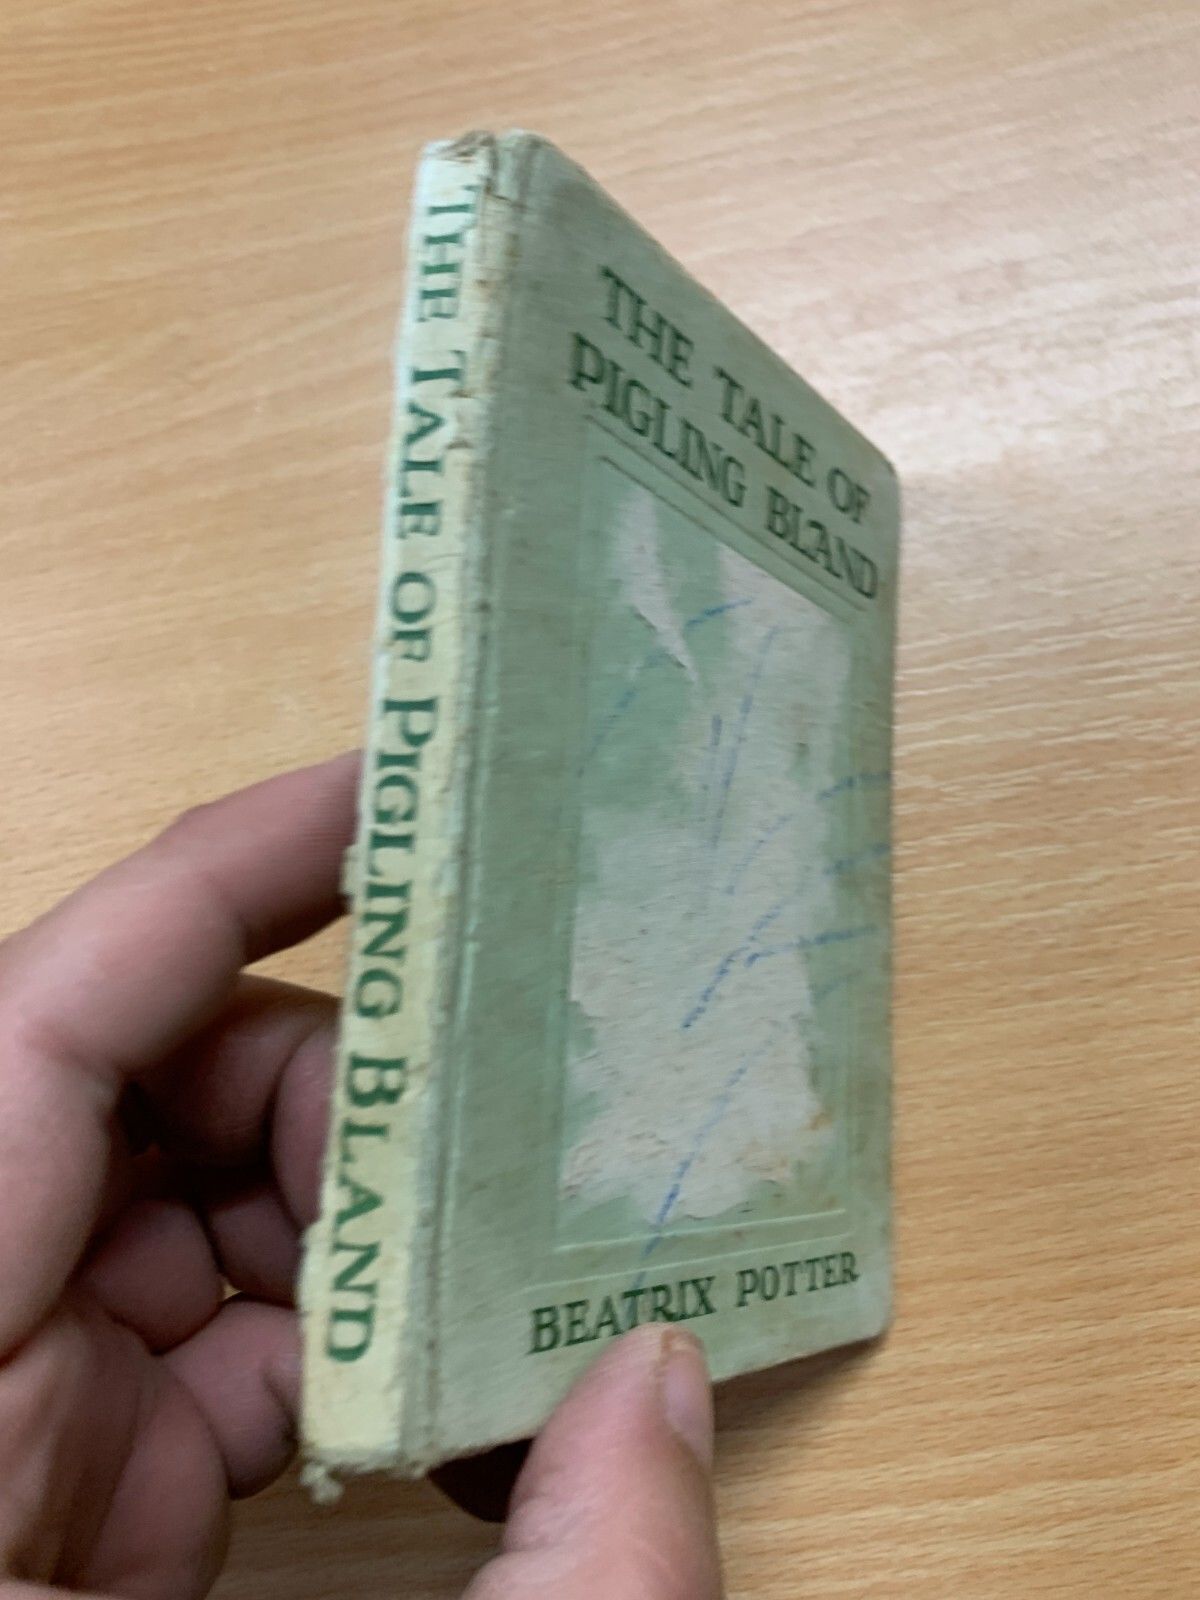 THE TALE OF PIGLING BLAND
THE TALE OF
PIGLING BLAND
BEATRIX POTTER